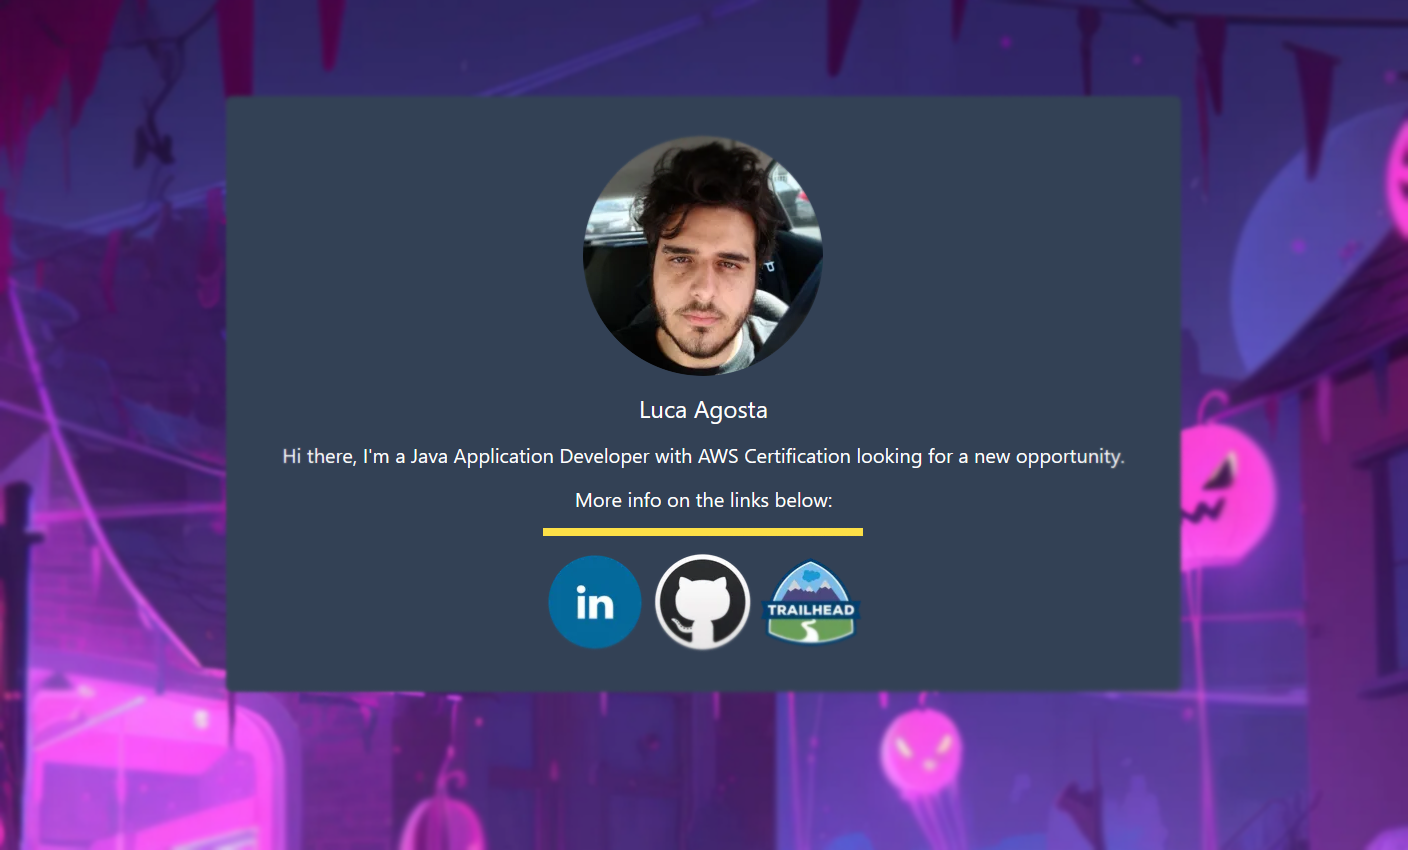 Luca Agosta
Hi there, I'm a Java Application Developer with AWS Certification looking for a new opportunity.
More info on the links below:
in
TRAILHEAD